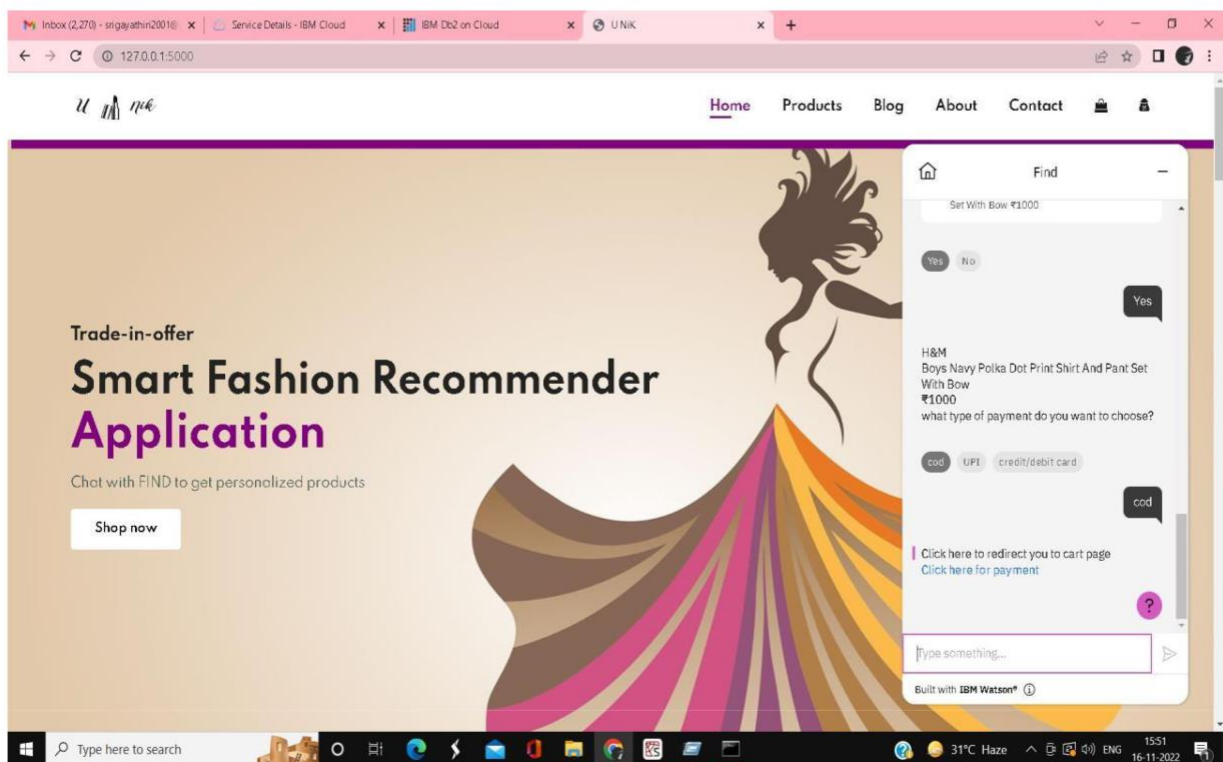 Inbox (2,270) - srigayathiri2001@
Service Details - IBM Cloud
IBM Db2 on Cloud
U NiK
127.0.0.1:5000
U nik
Home Products Blog About Contact
Find
Set With Bow ₹1000
Yes No
Yes
H&M
Boys Navy Polka Dot Print Shirt And Pant Set
With Bow
₹1000
what type of payment do you want to choose?
cod UPI credit/debit card
cod
Click here to redirect you to cart page
Click here for payment
?
Type something...
Built with IBM Watson®
Trade-in-offer
Smart Fashion Recommender
Application
Chat with FIND to get personalized products
Shop now
Type here to search
31°C Haze
ENG
15:51
16-11-2022
1